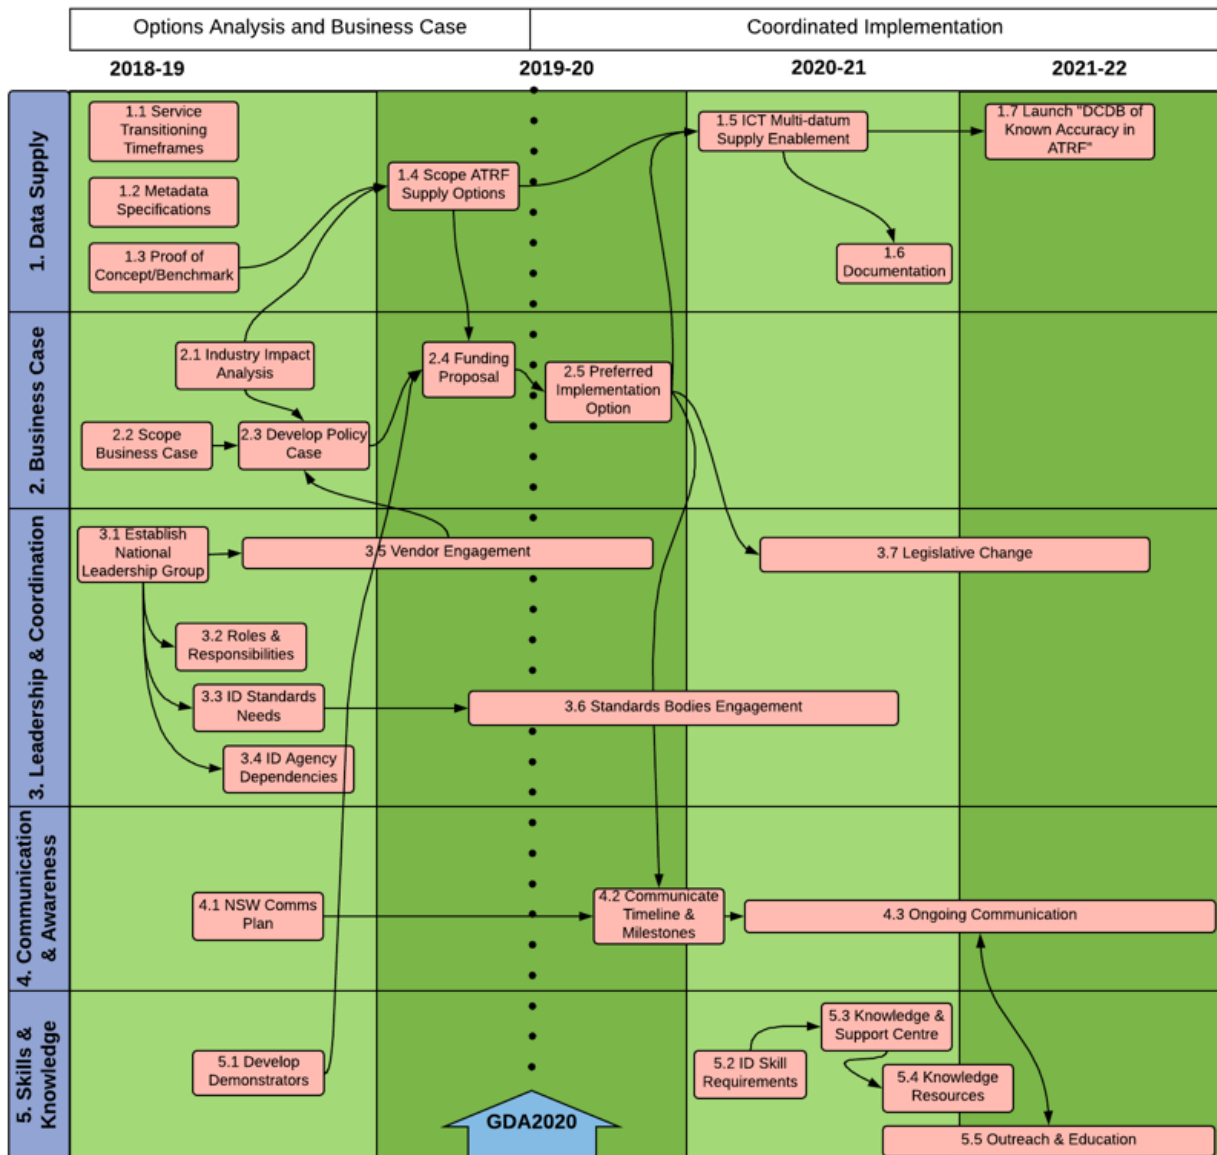 Options Analysis and Business Case
Coordinated Implementation
2018-19
2019-20
2020-21
2021-22
1. Data Supply
1.1 Service
Transitioning
Timeframes
1.2 Metadata
Specifications
1.3 Proof of
Concept/Benchmark
1.4 Scope ATRF
Supply Options
1.5 ICT Multi-datum
Supply Enablement
1.6
Documentation
1.7 Launch "DCDB of
Known Accuracy in
ATRF"
2. Business Case
2.1 Industry Impact
Analysis
2.2 Scope
Business Case
2.3 Develop Policy
Case
2.4 Funding
Proposal
2.5 Preferred
Implementation
Option
3. Leadership & Coordination
3.1 Establish
National
Leadership Group
3.5 Vendor Engagement
3.7 Legislative Change
3.2 Roles &
Responsibilities
3.3 ID Standards
Needs
3.6 Standards Bodies Engagement
3.4 ID Agency
Dependencies
4. Communication
& Awareness
4.1 NSW Comms
Plan
4.2 Communicate
Timeline &
Milestones
4.3 Ongoing Communication
5. Skills &
Knowledge
5.1 Develop
Demonstrators
5.2 ID Skill
Requirements
5.3 Knowledge &
Support Centre
5.4 Knowledge
Resources
5.5 Outreach & Education
GDA2020